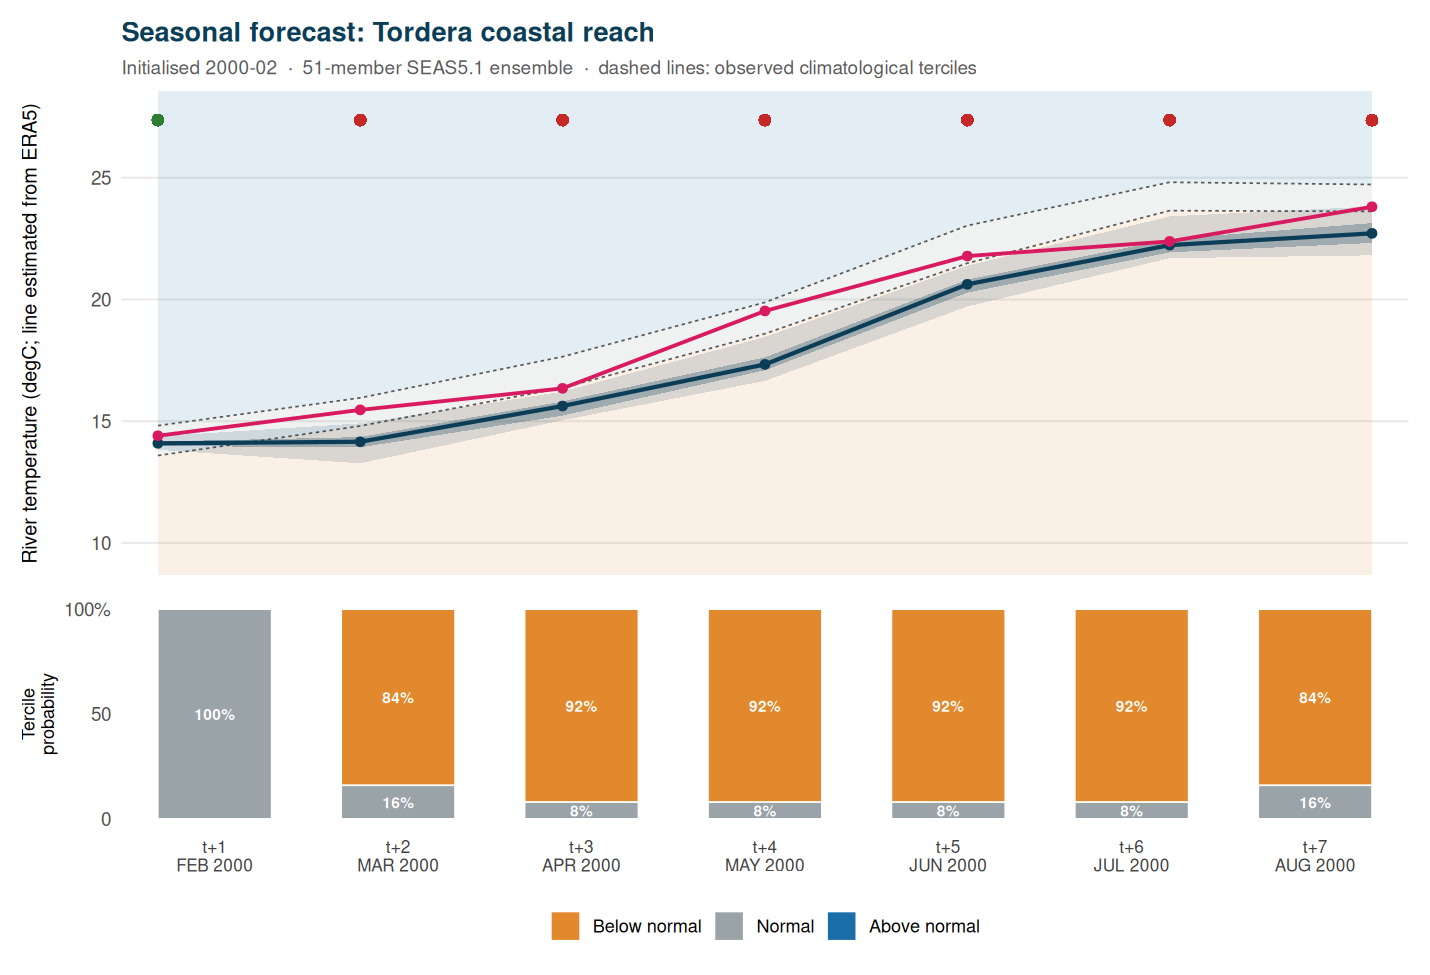 Seasonal forecast: Tordera coastal reach
Initialised 2000-02 · 51-member SEAS5.1 ensemble · dashed lines: observed climatological terciles
River temperature (degC; line estimated from ERA5)
25
20
15
10
Tercile
probability
100%
50
0
100%
84%
16%
92%
8%
92%
8%
92%
8%
92%
8%
84%
16%
t+1
FEB 2000
t+2
MAR 2000
t+3
APR 2000
t+4
MAY 2000
t+5
JUN 2000
t+6
JUL 2000
t+7
AUG 2000
Below normal
Normal
Above normal